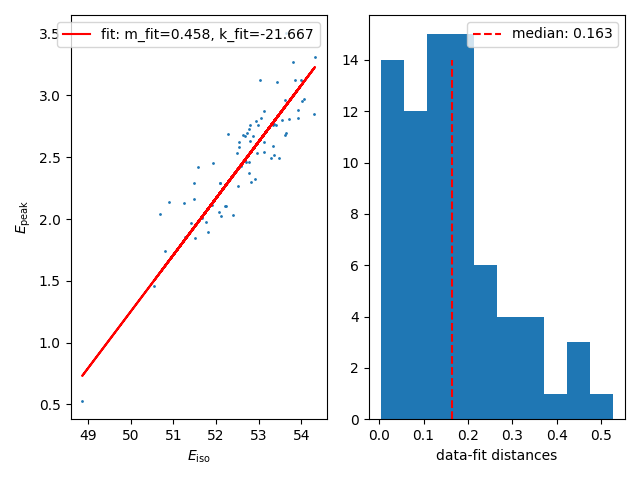 fit: m_fit=0.458, k_fit=-21.667
3.5
3.0
2.5
2.0
1.5
1.0
0.5
E_peak
49 50 51 52 53 54
E_iso
median: 0.163
14
12
10
8
6
4
2
0
0.0 0.1 0.2 0.3 0.4 0.5
data-fit distances